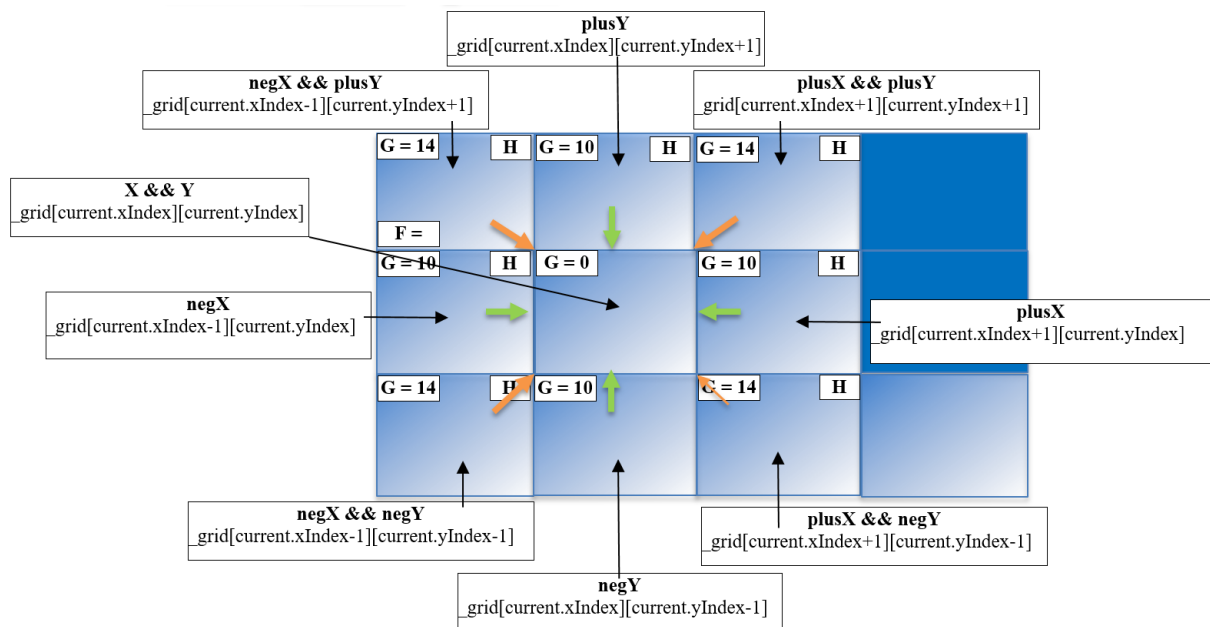 plusY
_grid[current.xIndex][current.yIndex+1]
negX && plusY
_grid[current.xIndex-1][current.yIndex+1]
plusX && plusY
_grid[current.xIndex+1][current.yIndex+1]
G = 14
H
G = 10
H
G = 14
H
X && Y
_grid[current.xIndex][current.yIndex]
F =
G = 10
H
G = 0
G = 10
H
negX
_grid[current.xIndex-1][current.yIndex]
plusX
_grid[current.xIndex+1][current.yIndex]
G = 14
H
G = 10
G = 14
H
negX && negY
_grid[current.xIndex-1][current.yIndex-1]
plusX && negY
_grid[current.xIndex+1][current.yIndex-1]
negY
_grid[current.xIndex][current.yIndex-1]